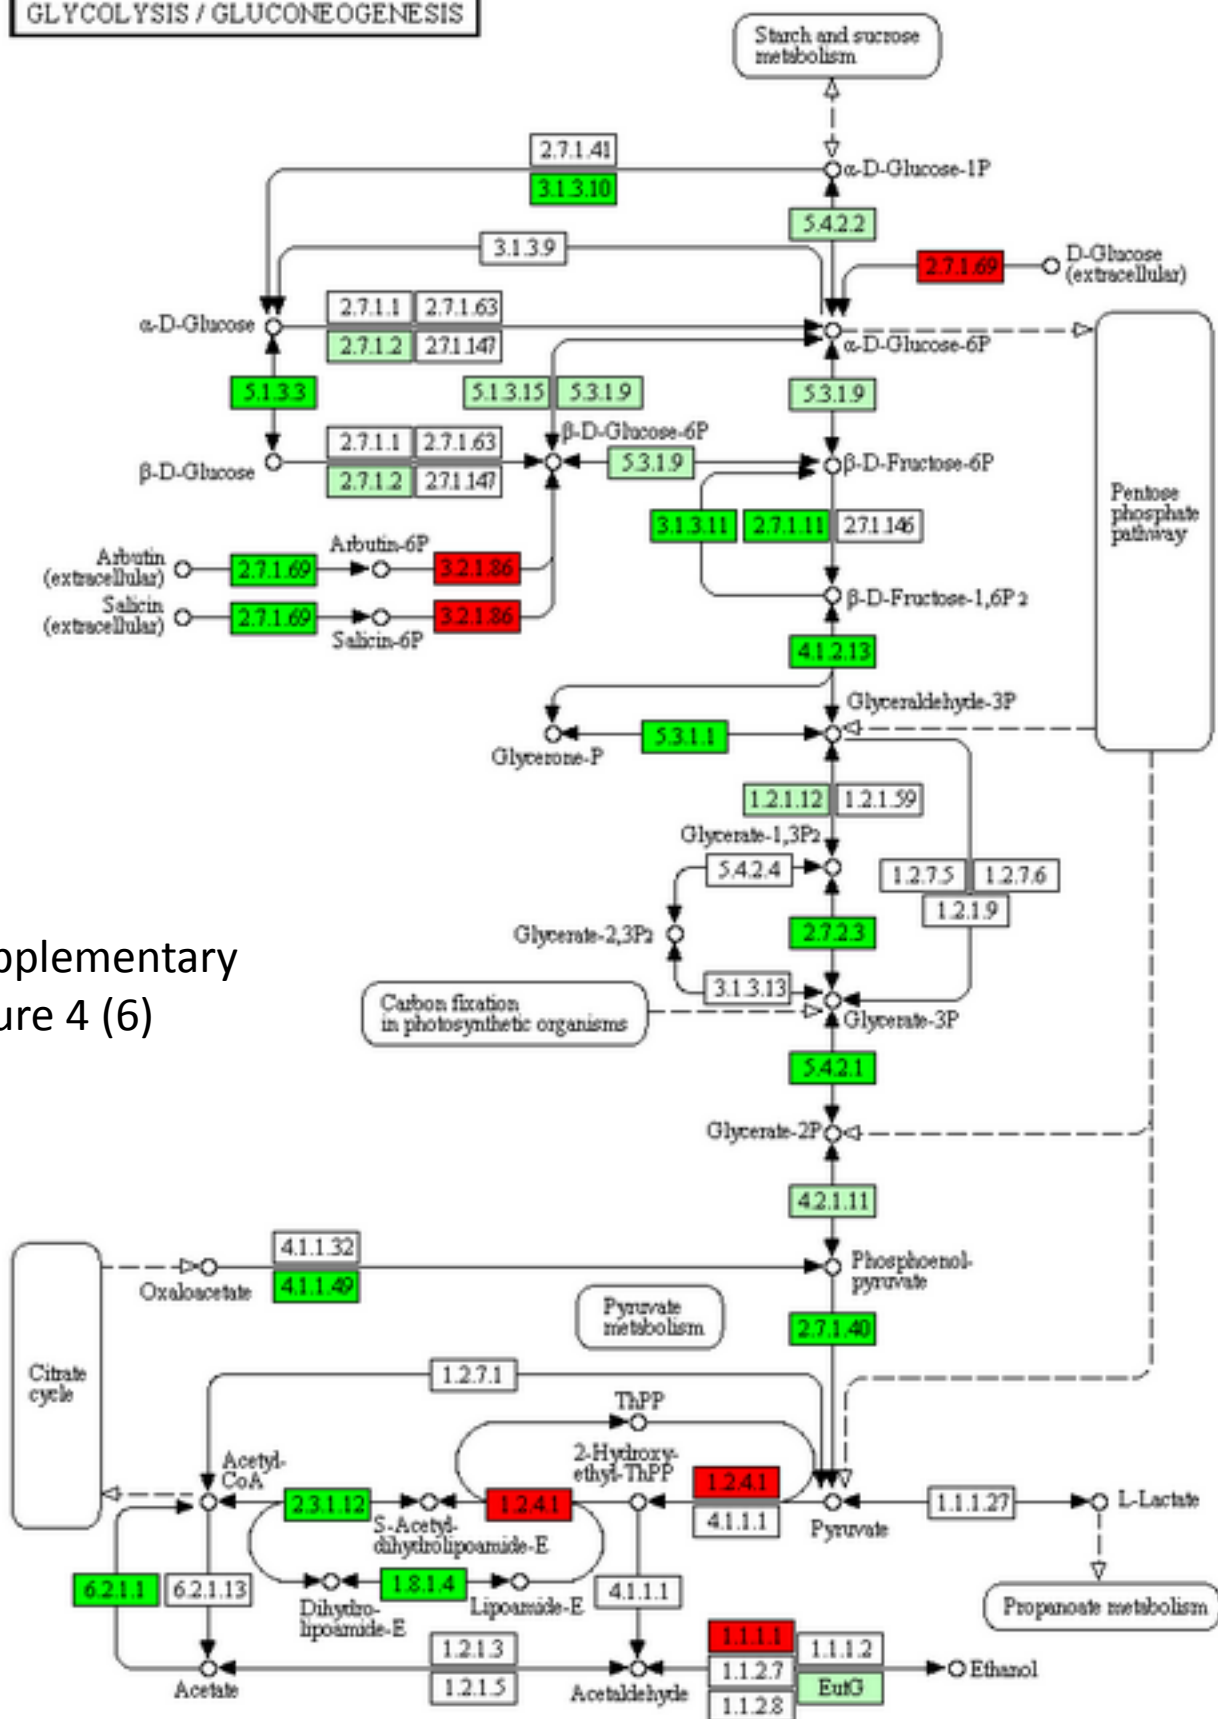 GLYCOLYSIS / GLUCONEOGENESIS
Starch and sucrose
metabolism
2.7.1.41
3.1.3.10
α-D-Glucose-1P
5.4.2.2
3.1.3.9
2.7.1.69
D-Glucose
(extracellular)
α-D-Glucose
2.7.1.1
2.7.1.63
2.7.1.2
2.7.1.147
α-D-Glucose-6P
5.1.3.3
5.1.3.15
5.3.1.9
5.3.1.9
β-D-Glucose
2.7.1.1
2.7.1.63
2.7.1.2
2.7.1.147
β-D-Glucose-6P
5.3.1.9
β-D-Fructose-6P
Pentose
phosphate
pathway
3.1.3.11
2.7.1.11
2.7.1.146
Arbutin
(extracellular)
2.7.1.69
Arbutin-6P
3.2.1.86
Salicin
(extracellular)
2.7.1.69
Salicin-6P
3.2.1.86
β-D-Fructose-1,6P2
4.1.2.13
Glyceraldehyde-3P
Glycerone-P
5.3.1.1
1.2.1.12
1.2.1.59
Glycerate-1,3P2
5.4.2.4
1.2.7.5
1.2.7.6
1.2.1.9
Glycerate-2,3P2
2.7.2.3
3.1.3.13
pplementary
ure 4 (6)
Carbon fixation
in photosynthetic organisms
Glycerate-3P
5.4.2.1
Glycerate-2P
4.2.1.11
4.1.1.32
4.1.1.49
Oxaloacetate
Phosphoenol-
pyruvate
Pyruvate
metabolism
2.7.1.40
Citrate
cycle
1.2.7.1
ThPP
Acetyl-
CoA
2-Hydroxy-
ethyl-ThPP
2.3.1.12
S-Acetyl-
dihydrolipoamide-E
1.2.4.1
1.2.4.1
4.1.1.1
Pyruvate
1.1.1.27
L-Lactate
6.2.1.1
6.2.1.13
1.8.1.4
Dihydro-
lipoamide-E
Lipoamide-E
4.1.1.1
Propanoate metabolism
1.2.1.3
1.2.1.5
Acetate
Acetaldehyde
1.1.1.1
1.1.1.2
1.1.2.7
EutG
1.1.2.8
Ethanol